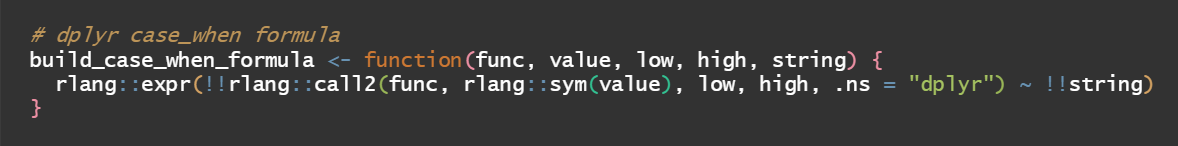 # dplyr case_when formula
build_case_when_formula <- function(func, value, low, high, string) {
  rlang::expr(!!rlang::call2(func, rlang::sym(value), low, high, .ns = "dplyr") ~ !!string)
}